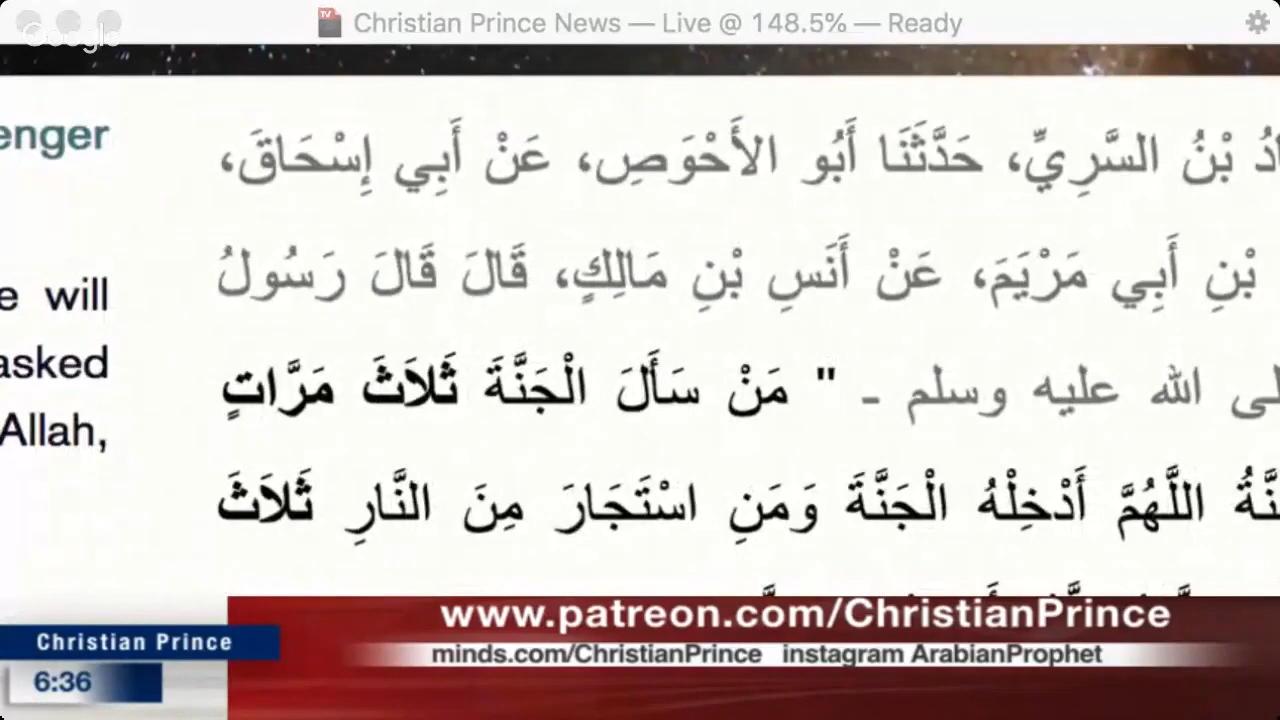 Google
Christian Prince News — Live @ 148.5% — Ready
enger
e will
asked
Allah,
ادُ بْنُ السَّرِيِّ، حَدَّثَنَا أَبُو الأَحْوَصِ، عَنْ أَبِي إِسْحَاقَ،
بْنِ أَبِي مَرْيَمَ، عَنْ أَنَسِ بْنِ مَالِكٍ، قَالَ قَالَ رَسُولُ
لى الله عليه وسلم ـ " مَنْ سَأَلَ الْجَنَّةَ ثَلاَثَ مَرَّاتٍ
نَّةُ اللَّهُمَّ أَدْخِلْهُ الْجَنَّةَ وَمَنِ اسْتَجَارَ مِنَ النَّارِ ثَلاَثَ
www.patreon.com/ChristianPrince
Christian Prince
minds.com/ChristianPrince instagram ArabianProphet
6:36